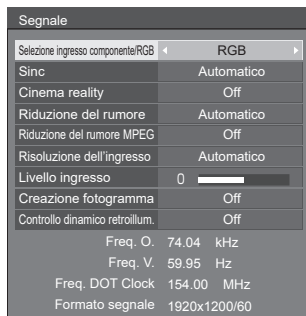 Segnale
Selezione ingresso componente/RGB RGB
Sinc Automatico
Cinema reality Off
Riduzione del rumore Automatico
Riduzione del rumore MPEG Off
Risoluzione dell'ingresso Automatico
Livello ingresso 0
Creazione fotogramma Off
Controllo dinamico retroillum. Off
Freq. O. 74.04 kHz
Freq. V. 59.95 Hz
Freq. DOT Clock 154.00 MHz
Formato segnale 1920x1200/60